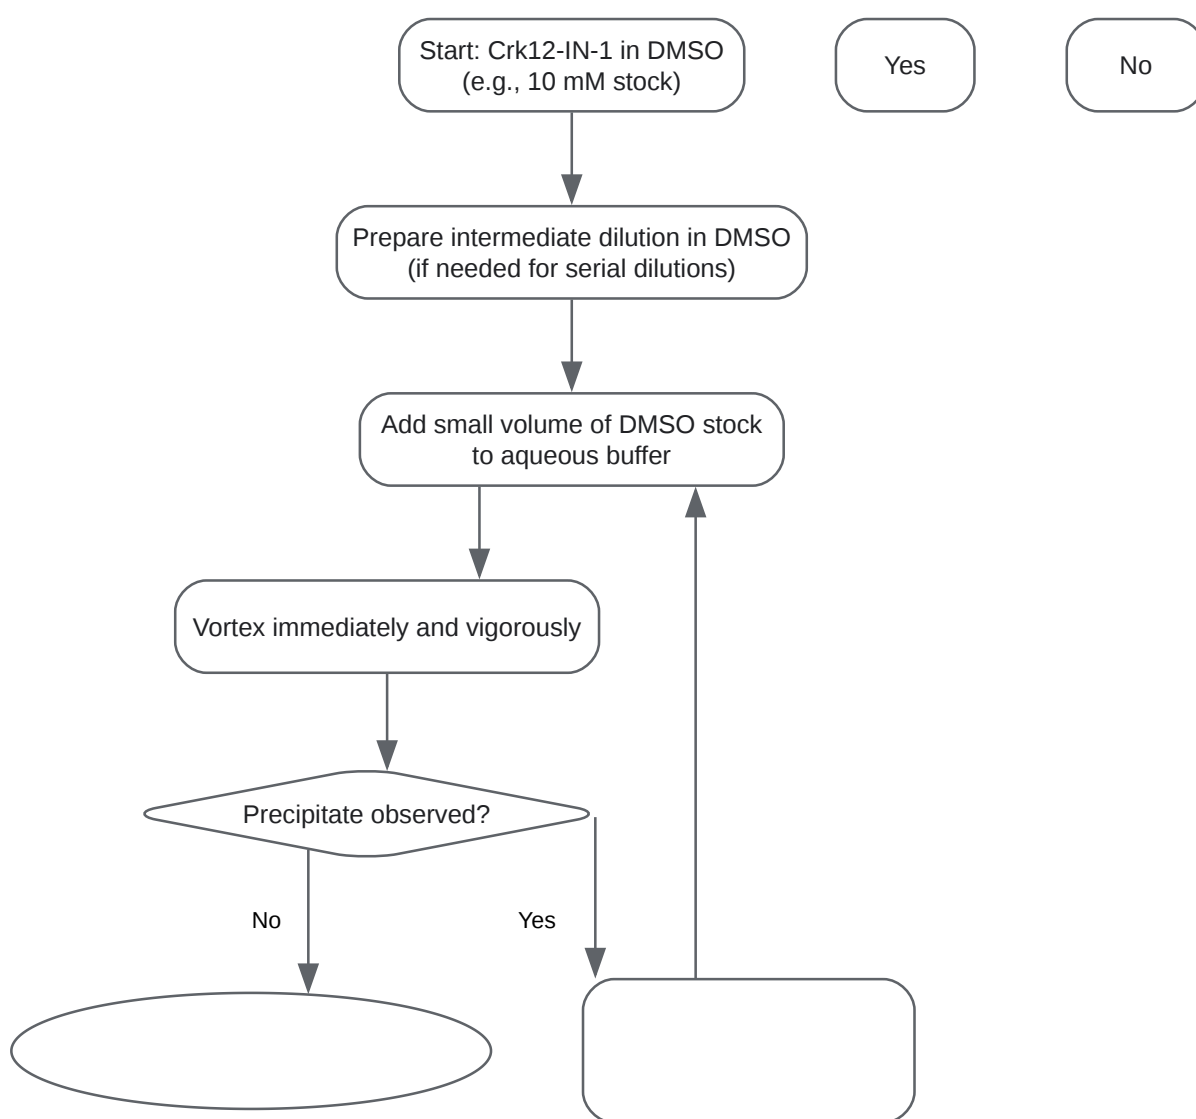 Start: Crk12-IN-1 in DMSO
(e.g., 10 mM stock)
Yes
No
Prepare intermediate dilution in DMSO
(if needed for serial dilutions)
Add small volume of DMSO stock
to aqueous buffer
Vortex immediately and vigorously
Precipitate observed?
No
Yes